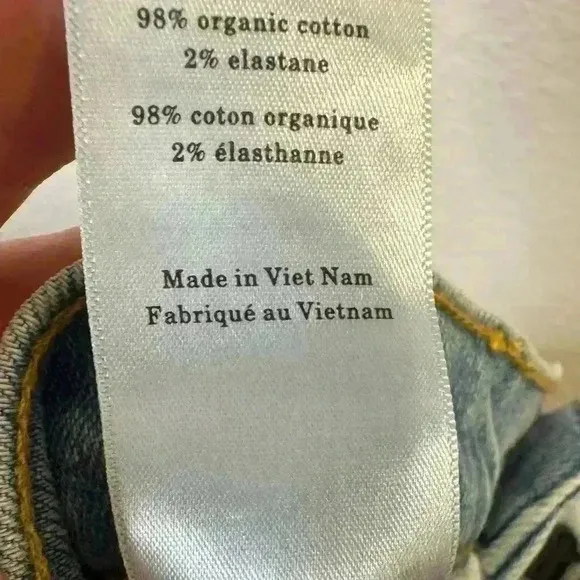 98% organic cotton
2% elastane
98% coton organique
2% élasthanne
Made in Viet Nam
Fabriqué au Vietnam